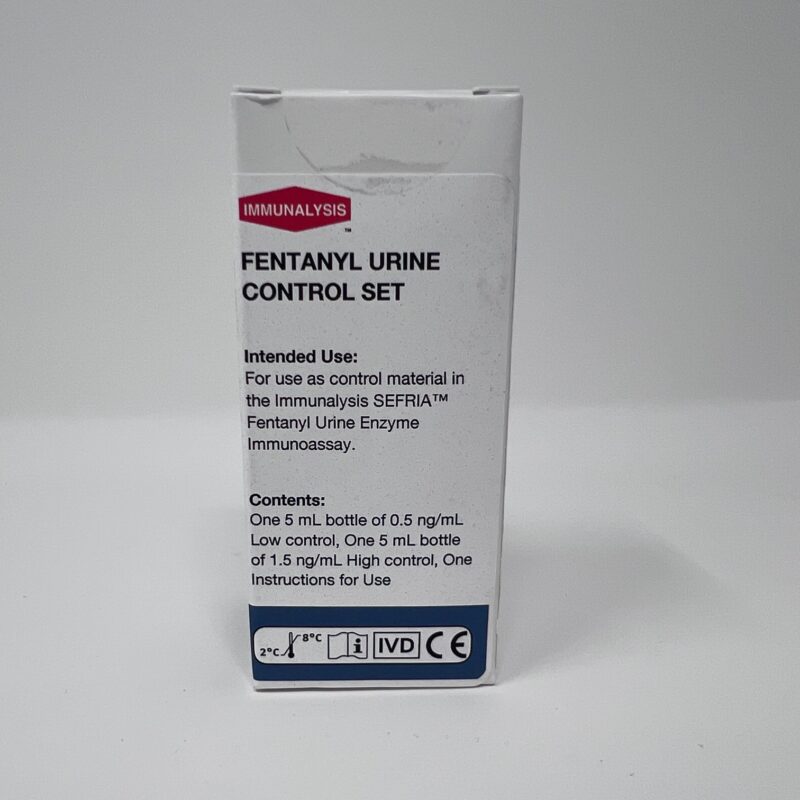 IMMUNALYSIS
™
FENTANYL URINE
CONTROL SET
Intended Use:
For use as control material in
the Immunalysis SEFRIA™
Fentanyl Urine Enzyme
Immunoassay.
Contents:
One 5 mL bottle of 0.5 ng/mL
Low control, One 5 mL bottle
of 1.5 ng/mL High control, One
Instructions for Use
2°C 8°C i IVD CE